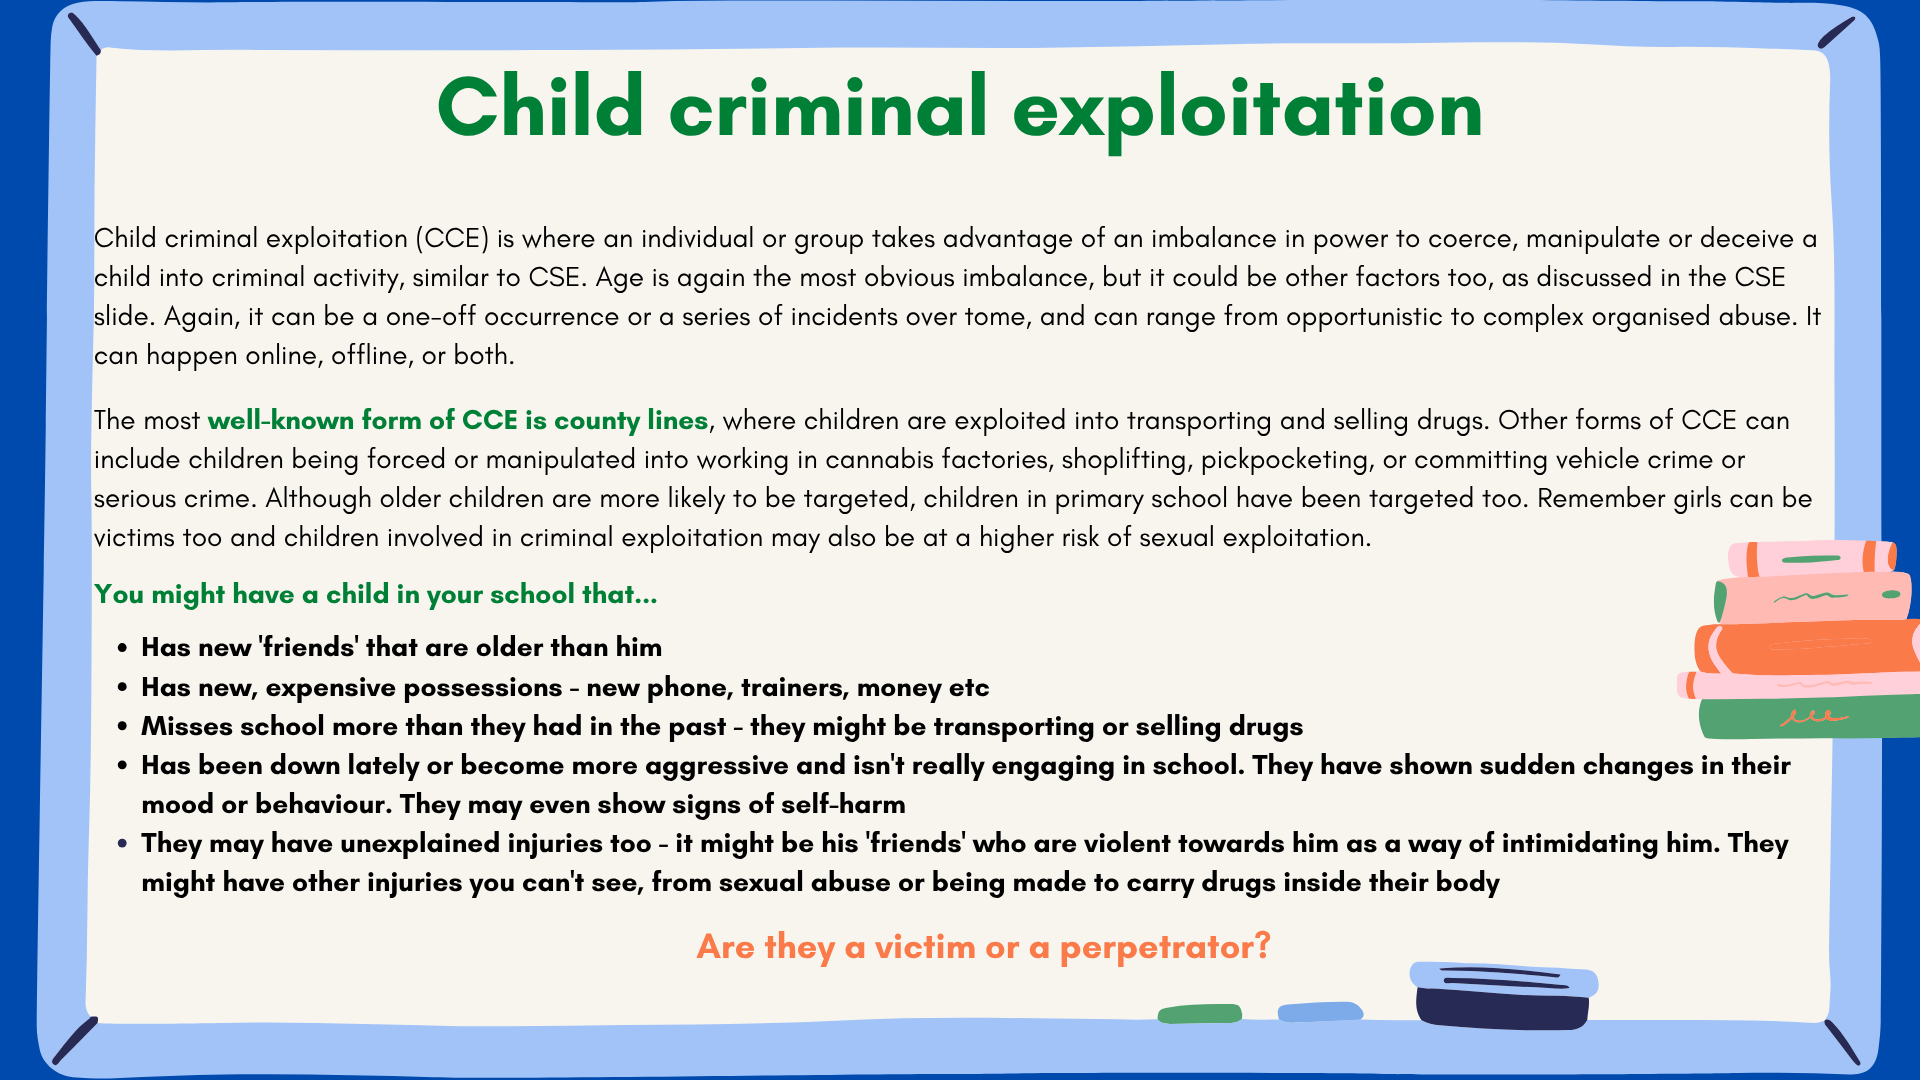 Child criminal exploitation
Child criminal exploitation (CCE) is where an individual or group takes advantage of an imbalance in power to coerce, manipulate or deceive a
child into criminal activity, similar to CSE. Age is again the most obvious imbalance, but it could be other factors too, as discussed in the CSE
slide. Again, it can be a one-off occurrence or a series of incidents over tome, and can range from opportunistic to complex organised abuse. It
can happen online, offline, or both.
The most well-known form of CCE is county lines, where children are exploited into transporting and selling drugs. Other forms of CCE can
include children being forced or manipulated into working in cannabis factories, shoplifting, pickpocketing, or committing vehicle crime or
serious crime. Although older children are more likely to be targeted, children in primary school have been targeted too. Remember girls can be
victims too and children involved in criminal exploitation may also be at a higher risk of sexual exploitation.
You might have a child in your school that...
• Has new 'friends' that are older than him
• Has new, expensive possessions - new phone, trainers, money etc
• Misses school more than they had in the past - they might be transporting or selling drugs
• Has been down lately or become more aggressive and isn't really engaging in school. They have shown sudden changes in their
mood or behaviour. They may even show signs of self-harm
• They may have unexplained injuries too - it might be his 'friends' who are violent towards him as a way of intimidating him. They
might have other injuries you can't see, from sexual abuse or being made to carry drugs inside their body
Are they a victim or a perpetrator?